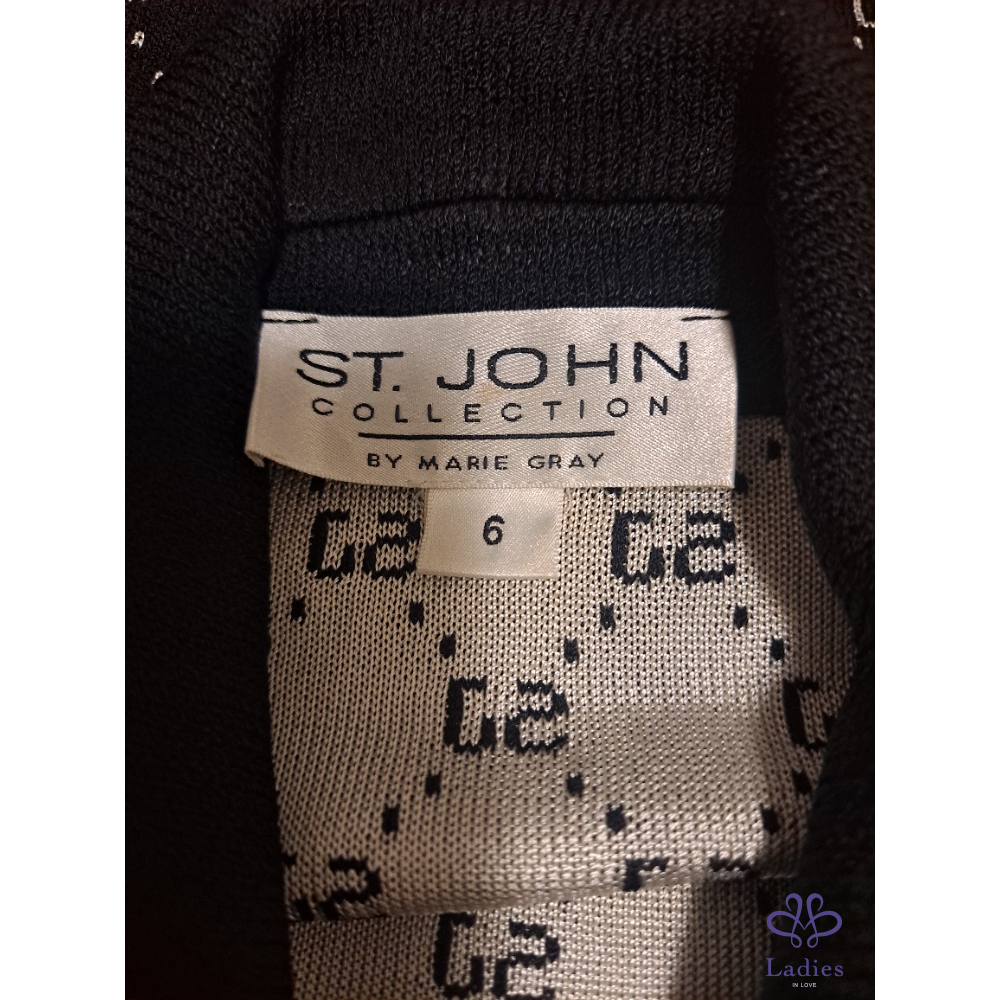 ST. JOHN
COLLECTION
BY MARIE GRAY
6
Ladies
IN LOVE